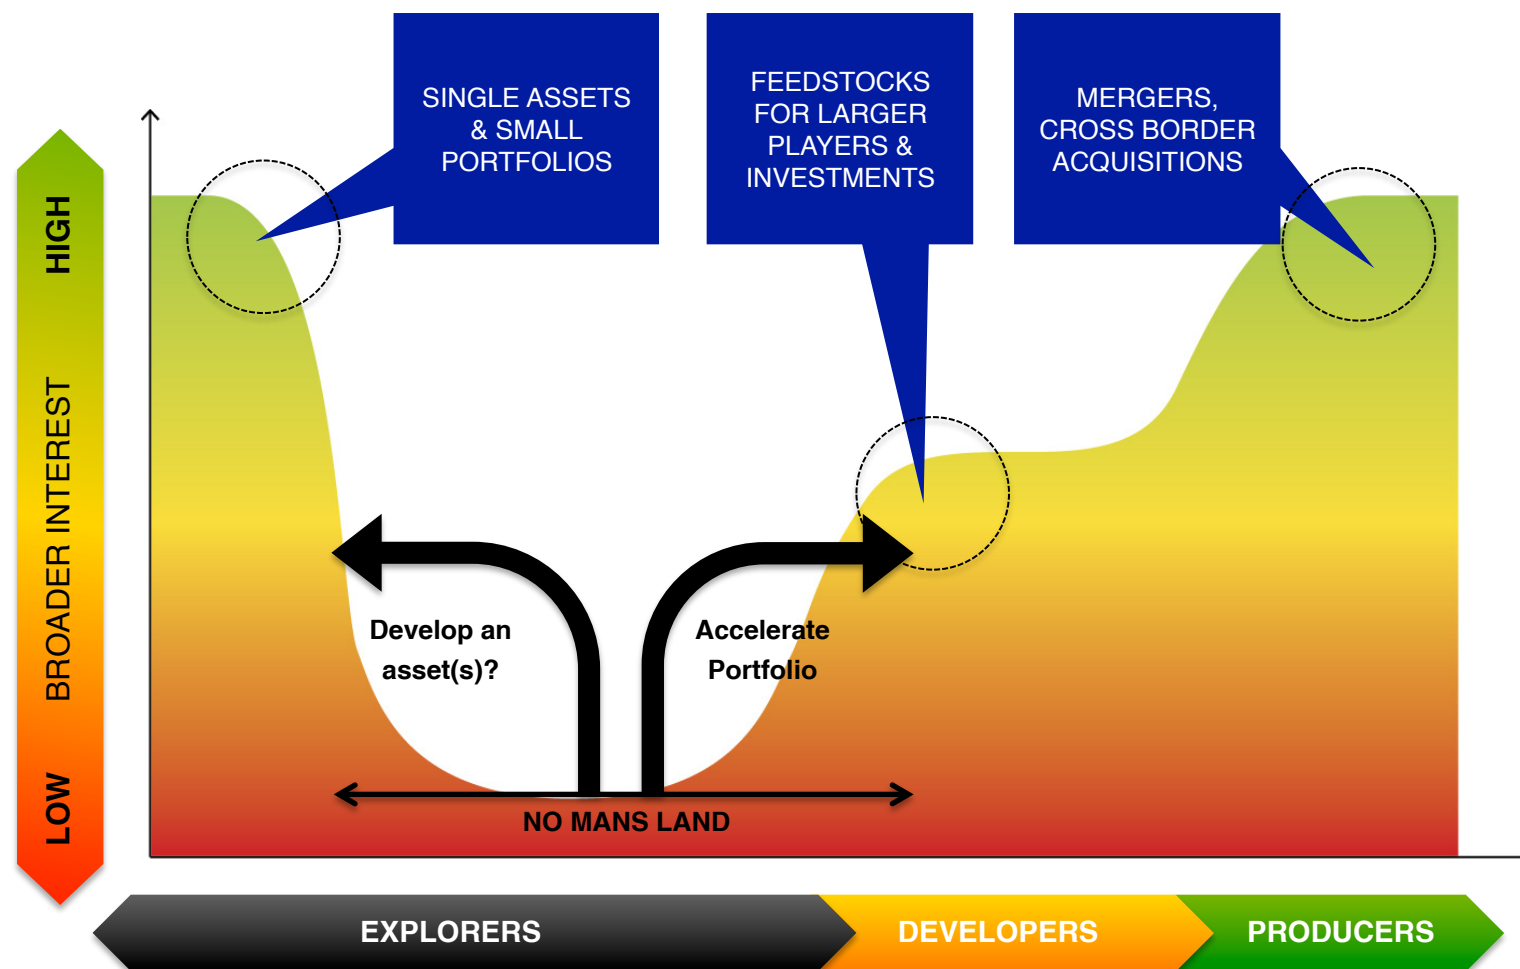 SINGLE ASSETS
& SMALL
PORTFOLIOS
FEEDSTOCKS
FOR LARGER
PLAYERS &
INVESTMENTS
MERGERS,
CROSS BORDER
ACQUISITIONS
HIGH
BROADER INTEREST
LOW
Develop an
asset(s)?
Accelerate
Portfolio
NO MANS LAND
EXPLORERS
DEVELOPERS
PRODUCERS